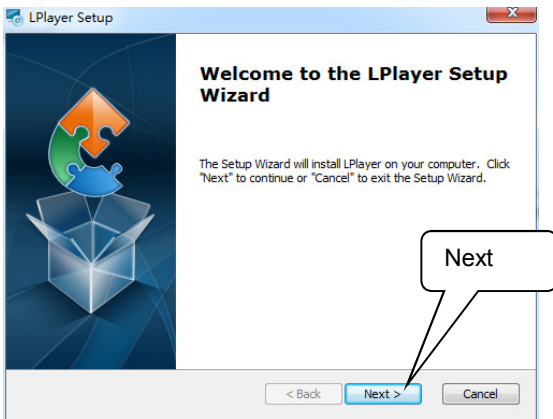 LPlayer Setup
X
Welcome to the LPlayer Setup
Wizard
The Setup Wizard will install LPlayer on your computer. Click
"Next" to continue or "Cancel" to exit the Setup Wizard.
Next
< Back Next > Cancel